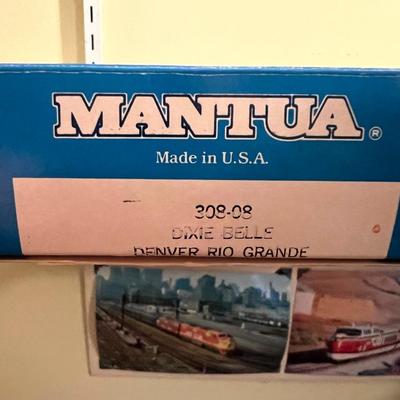 MANTUA®
Made in U.S.A.
308-08
DIXIE BELLE
DENVER RIO GRANDE